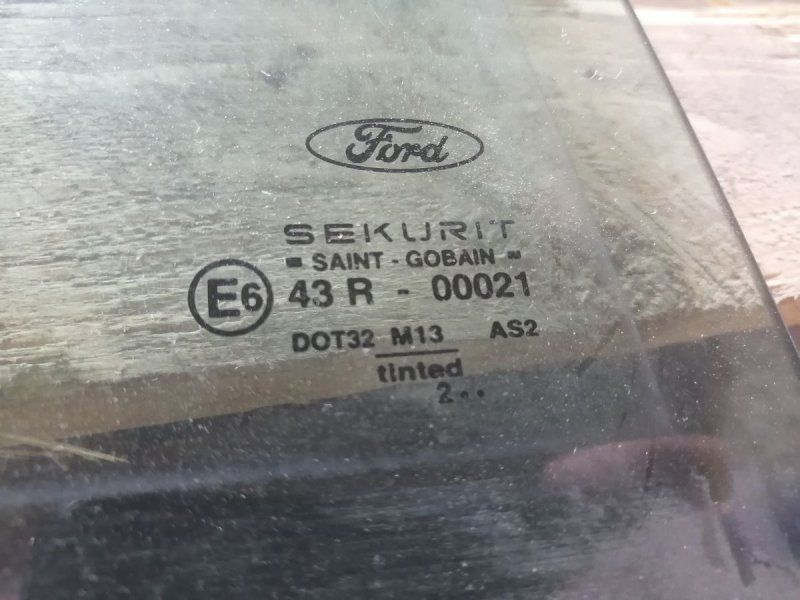 Ford
SEKURIT
= SAINT - GOBAIN =
E6 43 R - 00021
DOT32 M13 AS2
tinted
2..